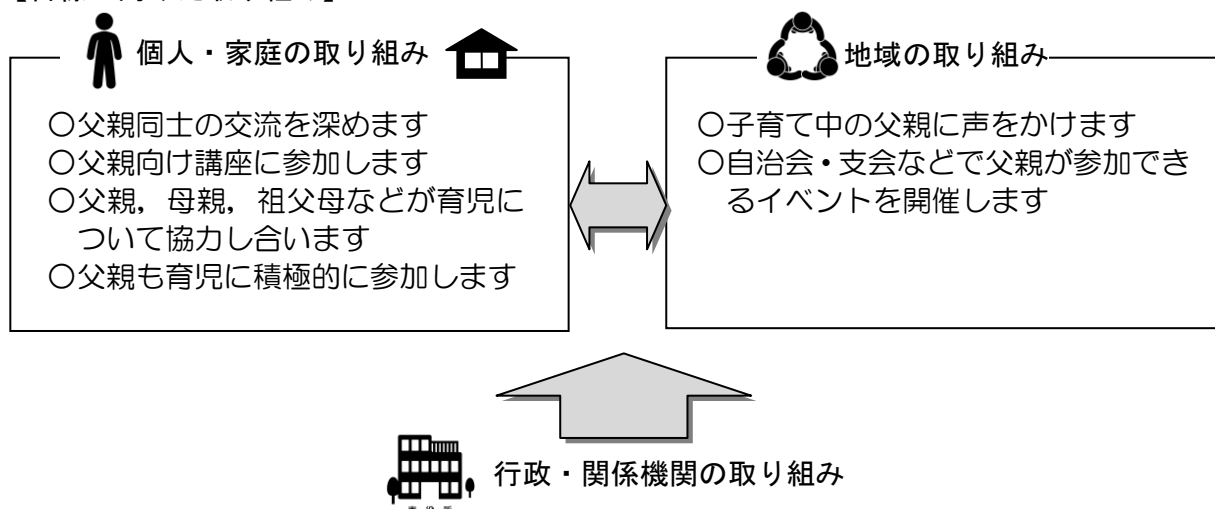 個人・家庭の取り組み
〇父親同士の交流を深めます
〇父親向け講座に参加します
〇父親，母親，祖父母などが育児に
ついて協力し合います
〇父親も育児に積極的に参加します
地域の取り組み
〇子育て中の父親に声をかけます
〇自治会・支会などで父親が参加でき
るイベントを開催します
行政・関係機関の取り組み